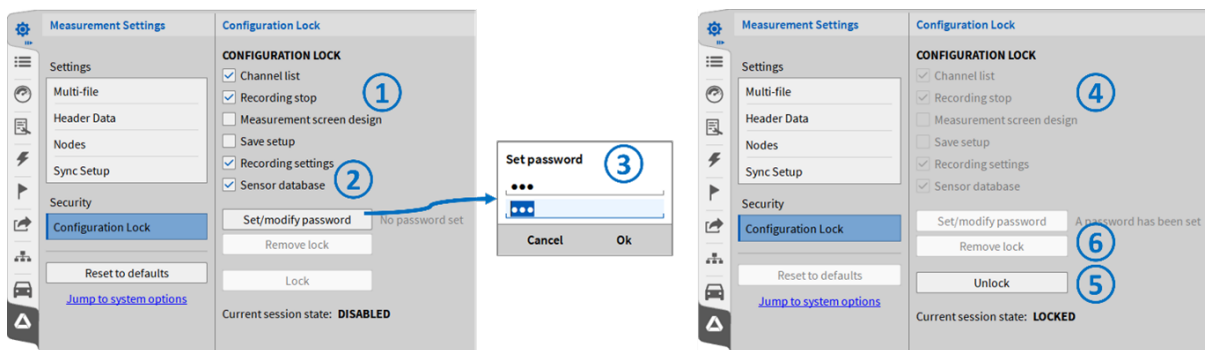 Measurement Settings
Settings
Multi-file
Header Data
Nodes
Sync Setup
Security
Configuration Lock
Reset to defaults
Jump to system options
Configuration Lock
CONFIGURATION LOCK
Channel list
Recording stop
1
Measurement screen design
Save setup
Recording settings
Sensor database
2
Set/modify password No password set
Remove lock
Lock
Current session state: DISABLED
Set password
3
Cancel Ok
Measurement Settings
Settings
Multi-file
Header Data
Nodes
Sync Setup
Security
Configuration Lock
Reset to defaults
Jump to system options
Configuration Lock
CONFIGURATION LOCK
Channel list
Recording stop
4
Measurement screen design
Save setup
Recording settings
Sensor database
Set/modify password A password has been set
Remove lock
6
Unlock
5
Current session state: LOCKED